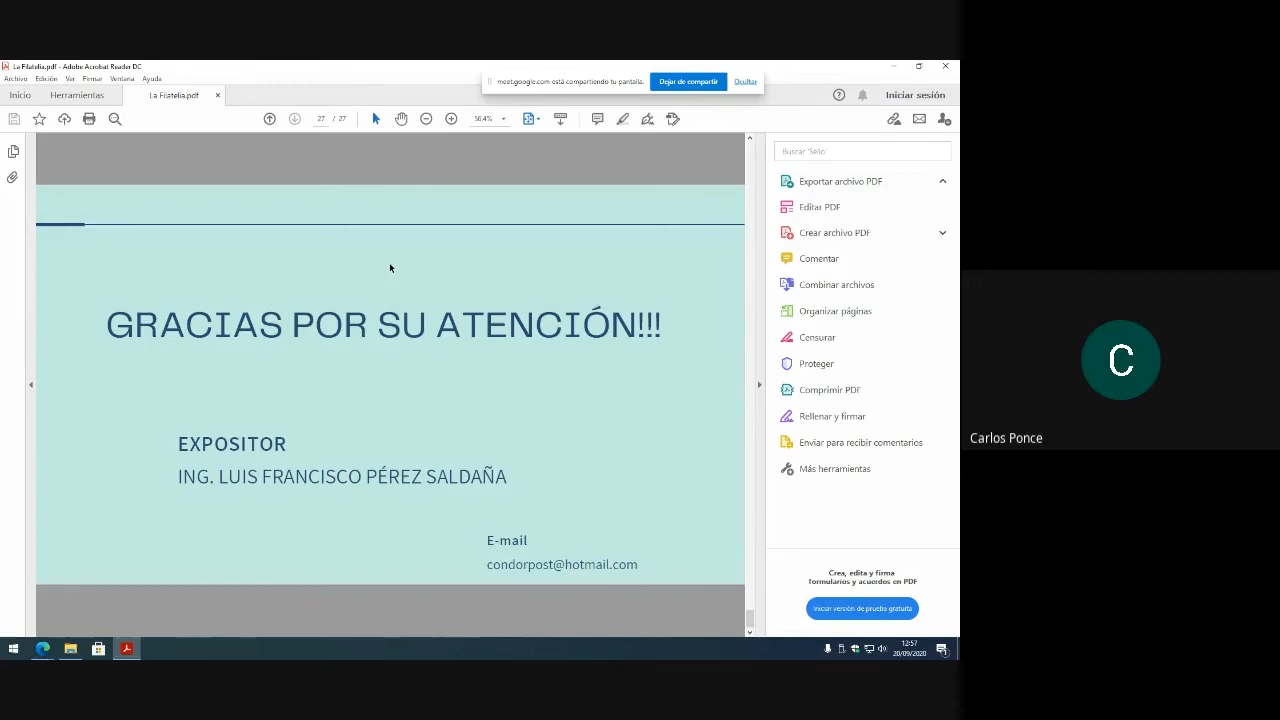 La Filatelia.pdf - Adobe Acrobat Reader DC
Archivo Edición Ver Firmar Ventana Ayuda
meet.google.com está compartiendo tu pantalla. Dejar de compartir Ocultar
Inicio Herramientas La Filatelia.pdf × Iniciar sesión
27 / 27 56.4%
Buscar 'Sello'
Exportar archivo PDF
Editar PDF
Crear archivo PDF
Comentar
Combinar archivos
Organizar páginas
Censurar
Proteger
Comprimir PDF
Rellenar y firmar
Enviar para recibir comentarios
Más herramientas
GRACIAS POR SU ATENCIÓN!!!
EXPOSITOR
ING. LUIS FRANCISCO PÉREZ SALDAÑA
E-mail
condorpost@hotmail.com
Crea, edita y firma
formularios y acuerdos en PDF
Iniciar versión de prueba gratuita
12:57
20/09/2020
C
Carlos Ponce